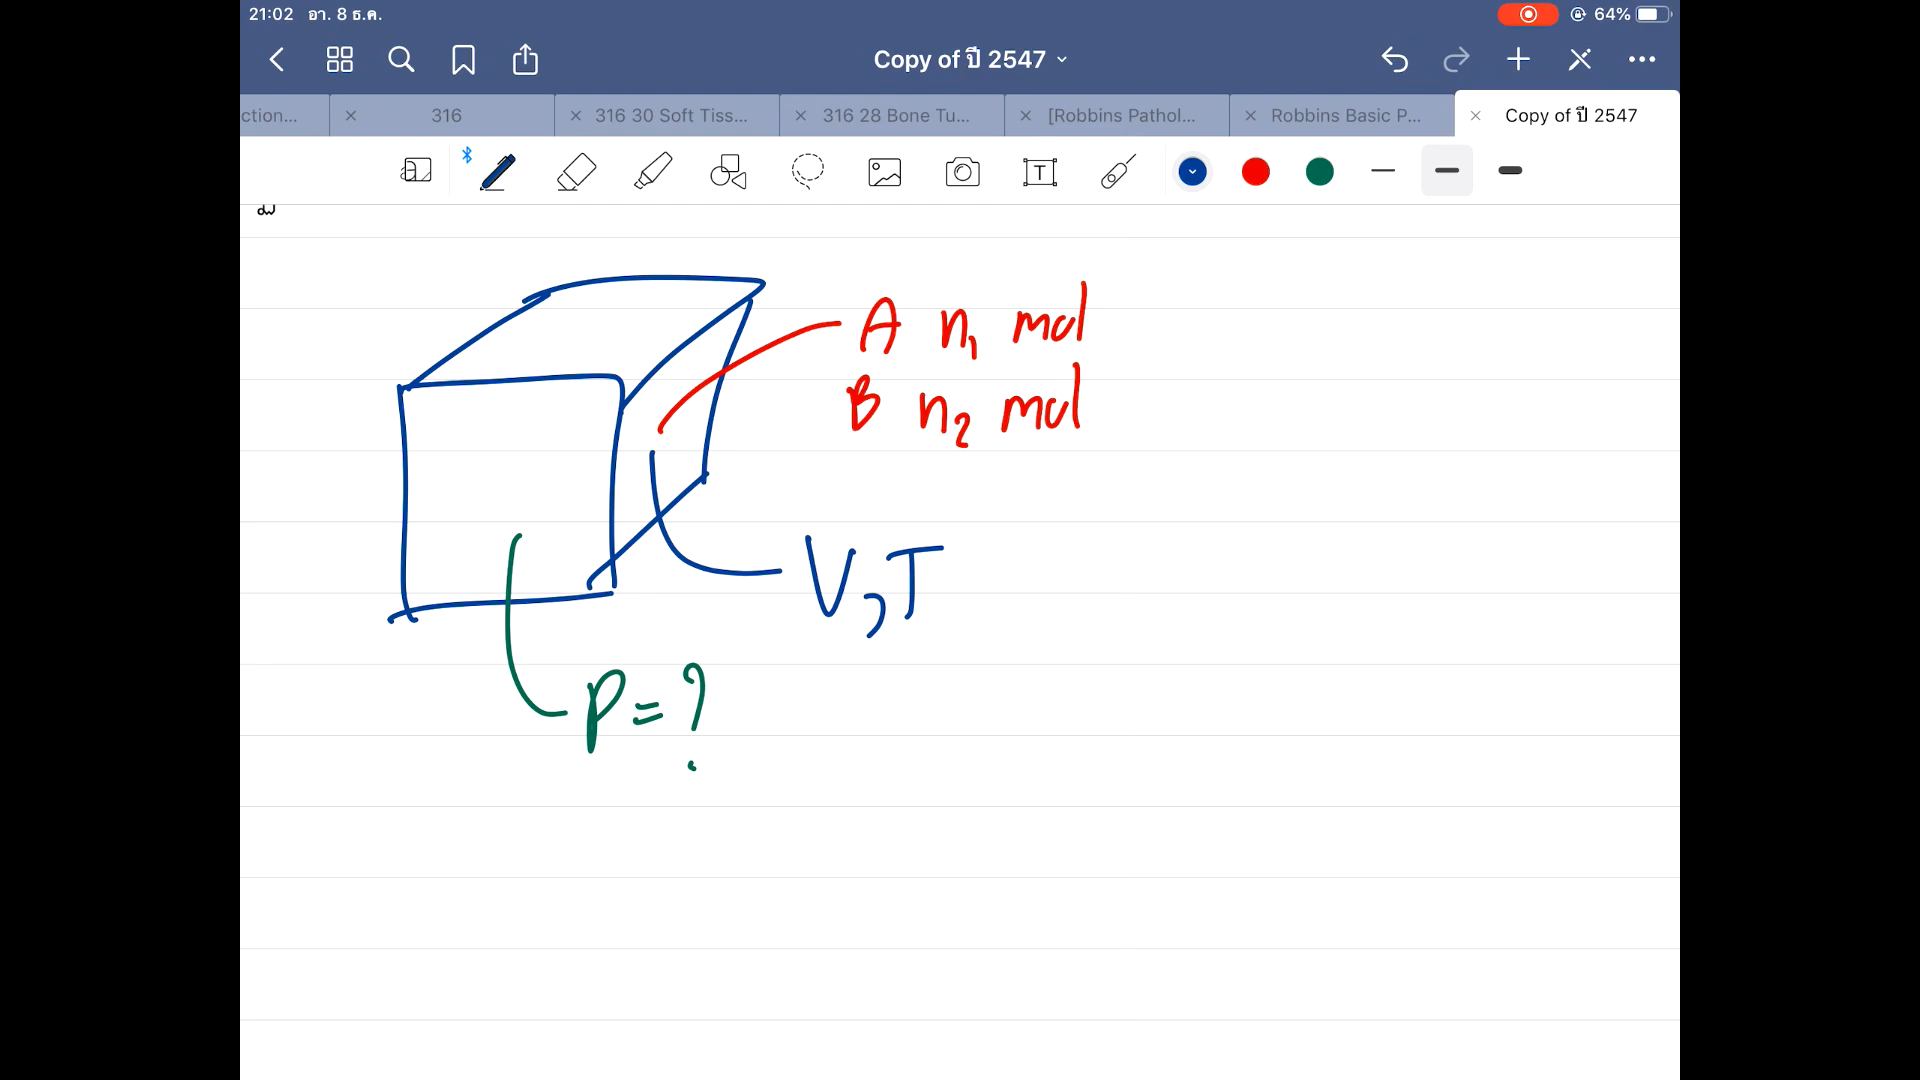 21:02 อา. 8 ธ.ค. 64%
Copy of ปี 2547
ction... 316 316 30 Soft Tiss... 316 28 Bone Tu... [Robbins Pathol... Robbins Basic P... Copy of ปี 2547
A n₁ mol
B n₂ mol
V, T
P = ?